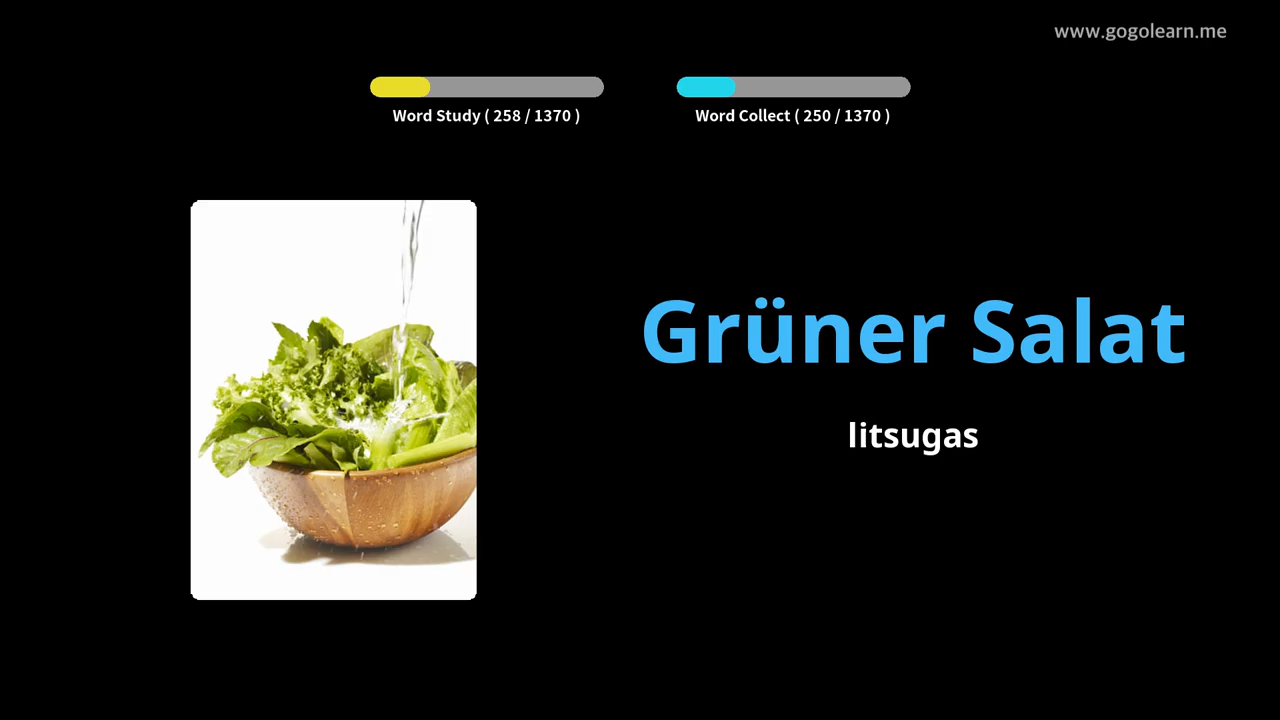 www.gogolearn.me
Word Study ( 258 / 1370 )
Word Collect ( 250 / 1370 )
Grüner Salat
litsugas